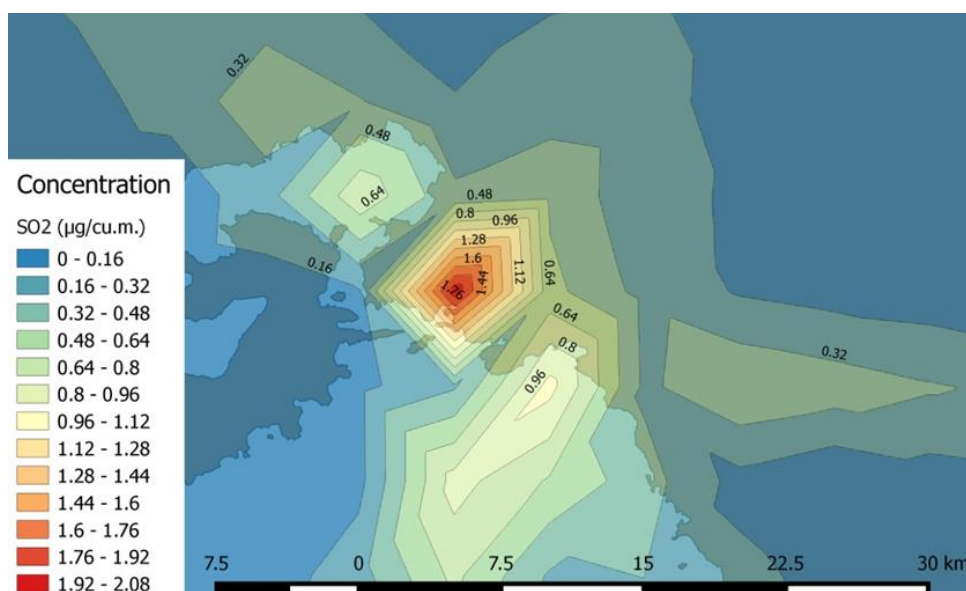 0.32
0.48
0.64
0.48
0.8
0.96
1.28
1.6
1.44
1.12
0.64
1.76
0.16
0.64
0.8
0.96
0.32
Concentration
SO2 (µg/cu.m.)
0 - 0.16
0.16 - 0.32
0.32 - 0.48
0.48 - 0.64
0.64 - 0.8
0.8 - 0.96
0.96 - 1.12
1.12 - 1.28
1.28 - 1.44
1.44 - 1.6
1.6 - 1.76
1.76 - 1.92
1.92 - 2.08
7.5 0 7.5 15 22.5 30 km